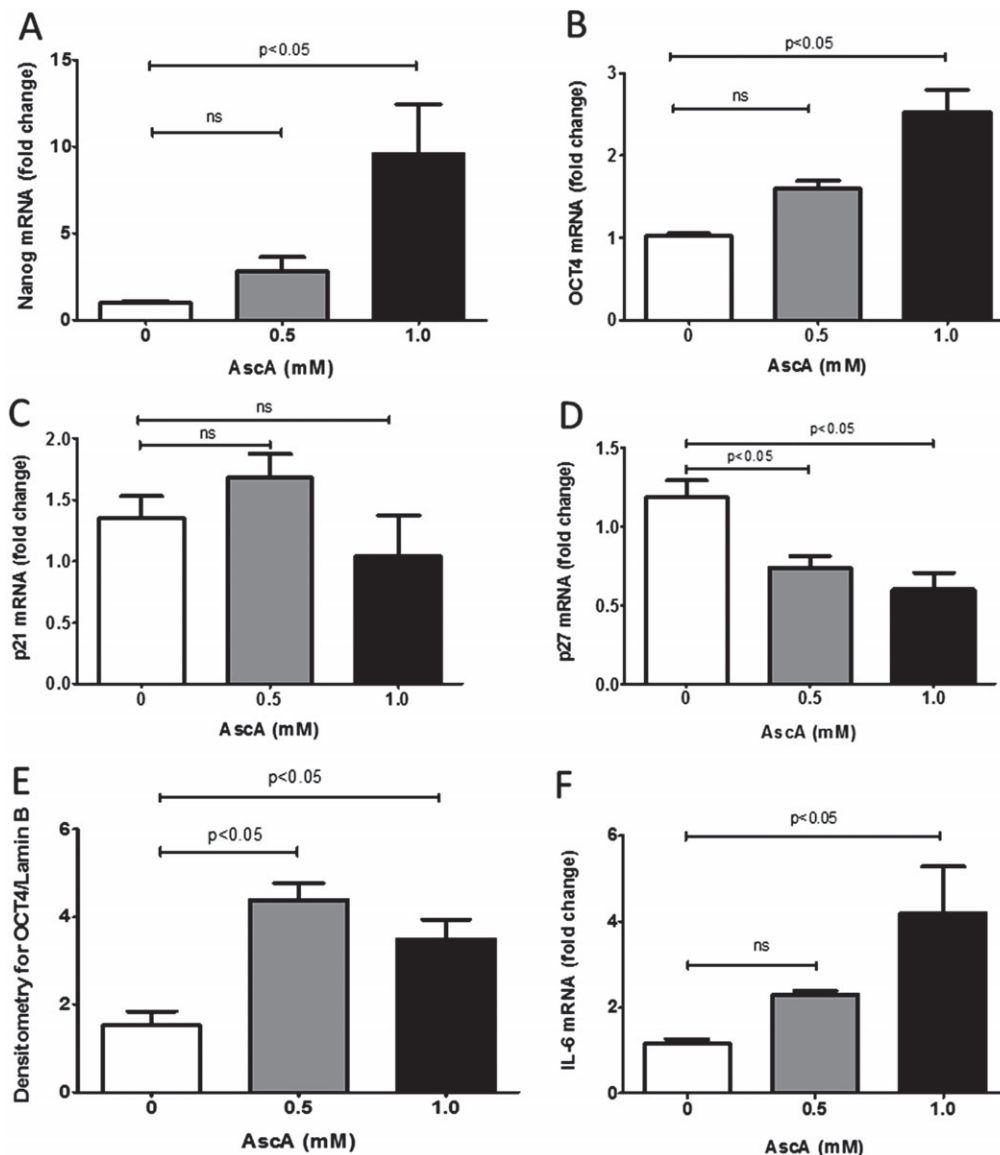 A
Nanog mRNA (fold change)
15
10
5
0
p<0.05
ns
0 0.5 1.0
AscA (mM)
B
OCT4 mRNA (fold change)
3
2
1
0
p<0.05
ns
0 0.5 1.0
AscA (mM)
C
p21 mRNA (fold change)
2.0
1.5
1.0
0.5
0.0
ns
ns
0 0.5 1.0
AscA (mM)
D
p27 mRNA (fold change)
1.5
1.0
0.5
0.0
p<0.05
p<0.05
0 0.5 1.0
AscA (mM)
E
Densitometry for OCT4/Lamin B
6
4
2
0
p<0.05
p<0.05
0 0.5 1.0
AscA (mM)
F
IL-6 mRNA (fold change)
6
4
2
0
p<0.05
ns
0 0.5 1.0
AscA (mM)